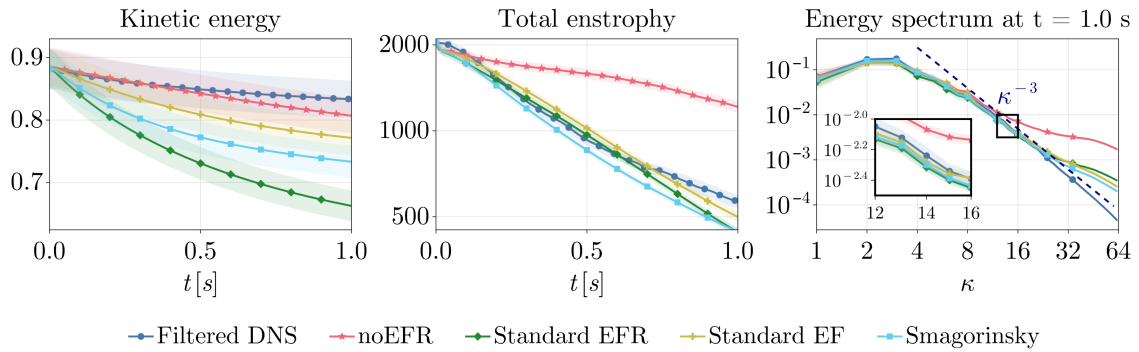 Kinetic energy
0.9
0.8
0.7
0.0 0.5 1.0
t[s]
Total enstrophy
2000
1000
500
0.0 0.5 1.0
t[s]
Energy spectrum at t = 1.0 s
10⁻¹
10⁻²
10⁻³
10⁻⁴
κ⁻³
10⁻²·⁰
10⁻²·²
10⁻²·⁴
12 14 16
1 2 4 8 16 32 64
κ
Filtered DNS noEFR Standard EFR Standard EF Smagorinsky